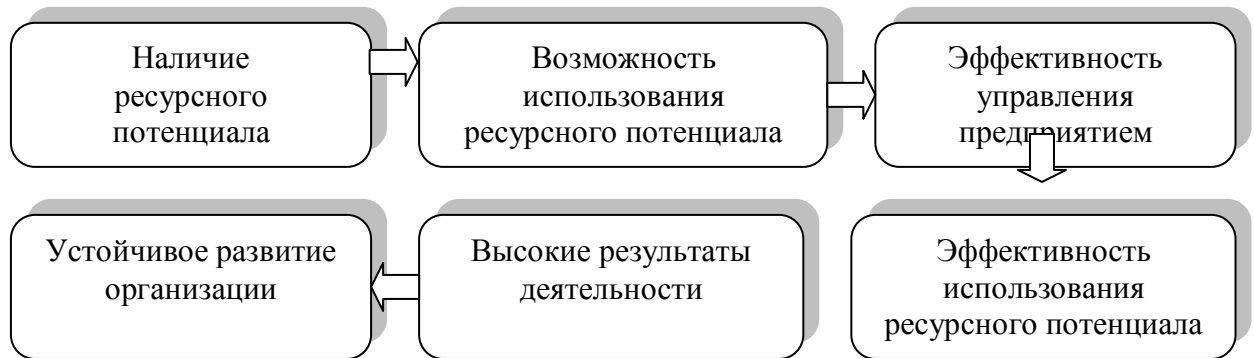 Наличие
ресурсного
потенциала
Возможность
использования
ресурсного потенциала
Эффективность
управления
предприятием
Устойчивое развитие
организации
Высокие результаты
деятельности
Эффективность
использования
ресурсного потенциала